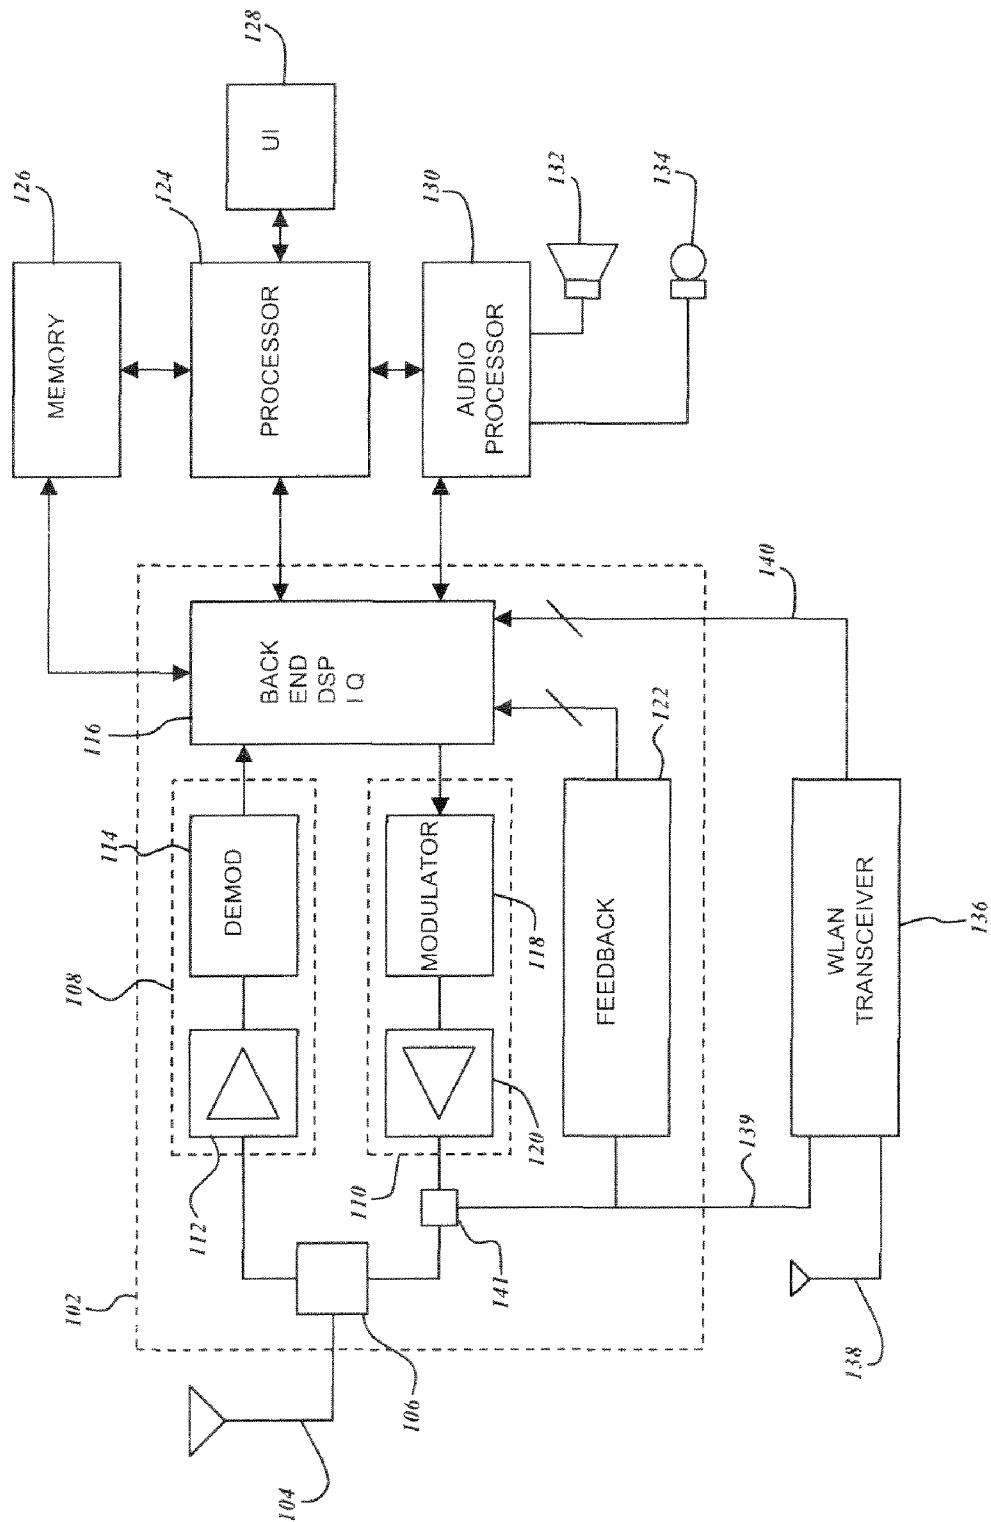 126
MEMORY
102
108
116
114
124
112
DEMOD
128
BACK
END
DSP
I Q
PROCESSOR
UI
104
110
106
MODULATOR
130
AUDIO
PROCESSOR
141
120
118
132
FEEDBACK
122
134
139
140
WLAN
TRANSCEIVER
138
136